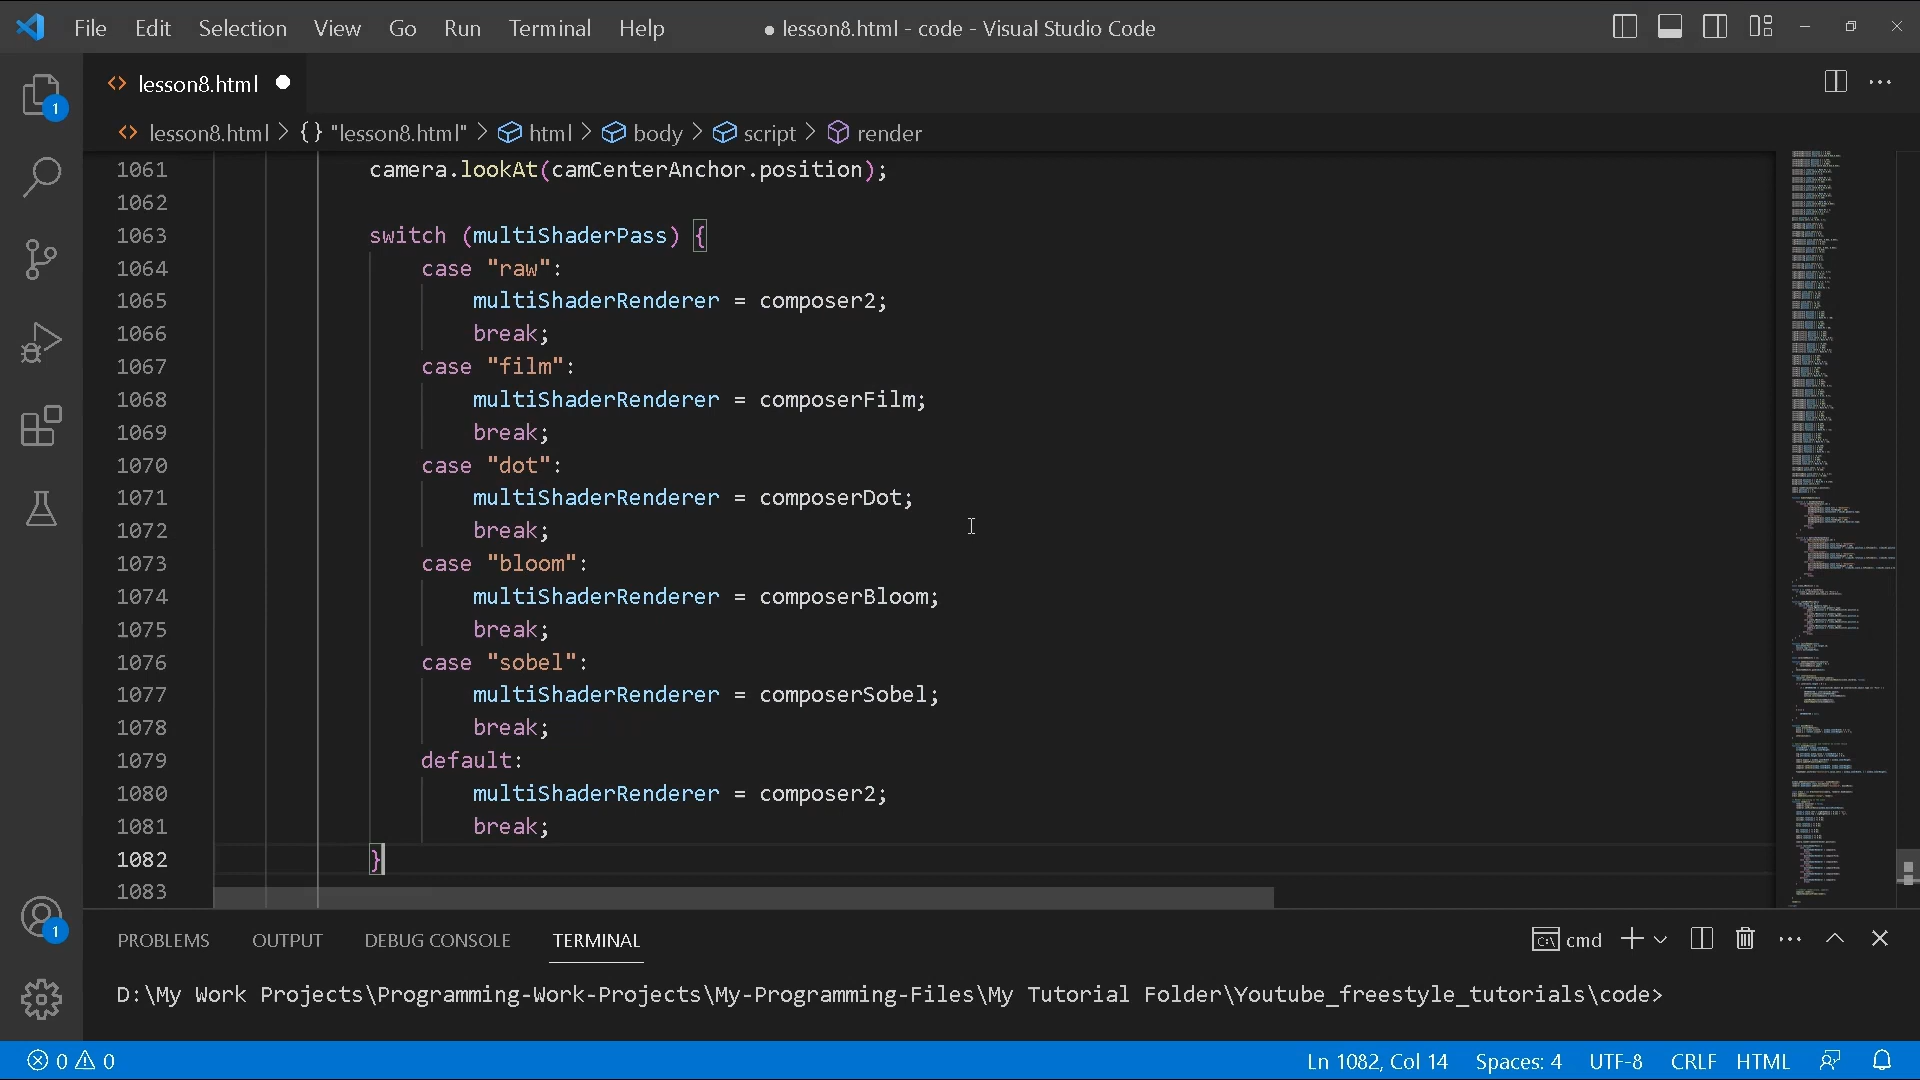 File Edit Selection View Go Run Terminal Help ● lesson8.html - code - Visual Studio Code
<> lesson8.html ●
<> lesson8.html > {} "lesson8.html" > html > body > script > render
1061 camera.lookAt(camCenterAnchor.position);
1062
1063 switch (multiShaderPass) {
1064 case "raw":
1065 multiShaderRenderer = composer2;
1066 break;
1067 case "film":
1068 multiShaderRenderer = composerFilm;
1069 break;
1070 case "dot":
1071 multiShaderRenderer = composerDot;
1072 break;
1073 case "bloom":
1074 multiShaderRenderer = composerBloom;
1075 break;
1076 case "sobel":
1077 multiShaderRenderer = composerSobel;
1078 break;
1079 default:
1080 multiShaderRenderer = composer2;
1081 break;
1082 }
1083
1
1
PROBLEMS OUTPUT DEBUG CONSOLE TERMINAL cmd
D:\My Work Projects\Programming-Work-Projects\My-Programming-Files\My Tutorial Folder\Youtube_freestyle_tutorials\code>
0 0 Ln 1082, Col 14 Spaces: 4 UTF-8 CRLF HTML